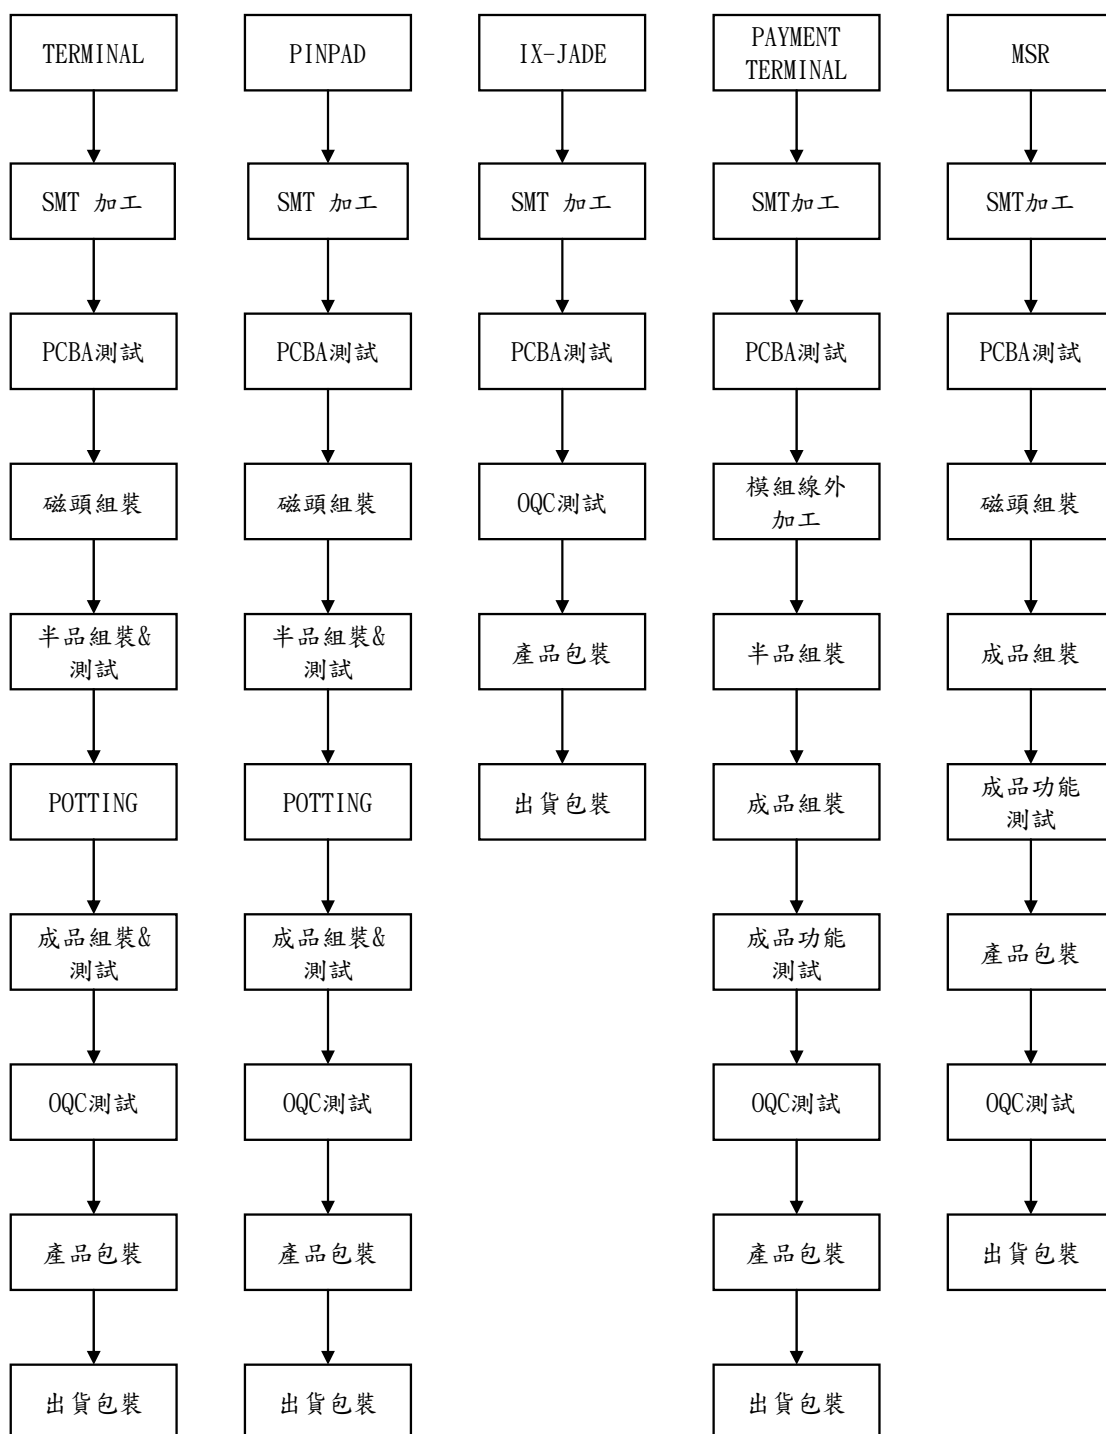 TERMINAL
SMT 加工
PCBA測試
磁頭組裝
半品組裝&
測試
POTTING
成品組裝&
測試
OQC測試
產品包裝
出貨包裝
PINPAD
SMT 加工
PCBA測試
磁頭組裝
半品組裝&
測試
POTTING
成品組裝&
測試
OQC測試
產品包裝
出貨包裝
IX-JADE
SMT 加工
PCBA測試
OQC測試
產品包裝
出貨包裝
PAYMENT
TERMINAL
SMT加工
PCBA測試
模組線外
加工
半品組裝
成品組裝
成品功能
測試
OQC測試
產品包裝
出貨包裝
MSR
SMT加工
PCBA測試
磁頭組裝
成品組裝
成品功能
測試
產品包裝
OQC測試
出貨包裝